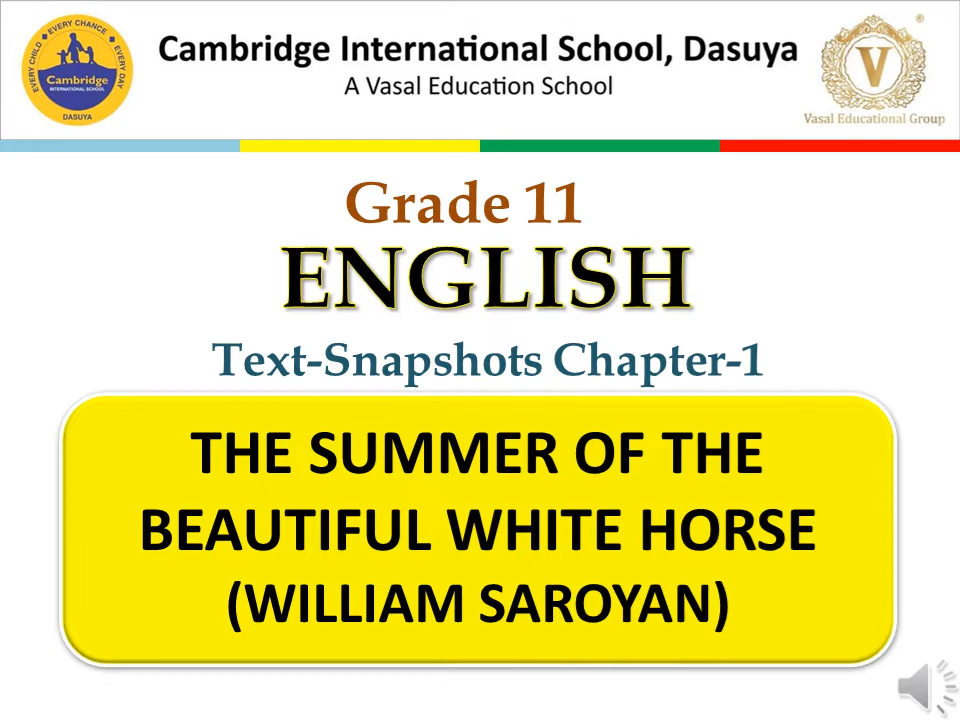 EVERY CHILD • EVERY CHANCE • EVERY DAY
Cambridge
INTERNATIONAL SCHOOL
DASUYA
Cambridge International School, Dasuya
A Vasal Education School
V
®
Vasal Educational Group
Grade 11
ENGLISH
Text-Snapshots Chapter-1
THE SUMMER OF THE
BEAUTIFUL WHITE HORSE
(WILLIAM SAROYAN)